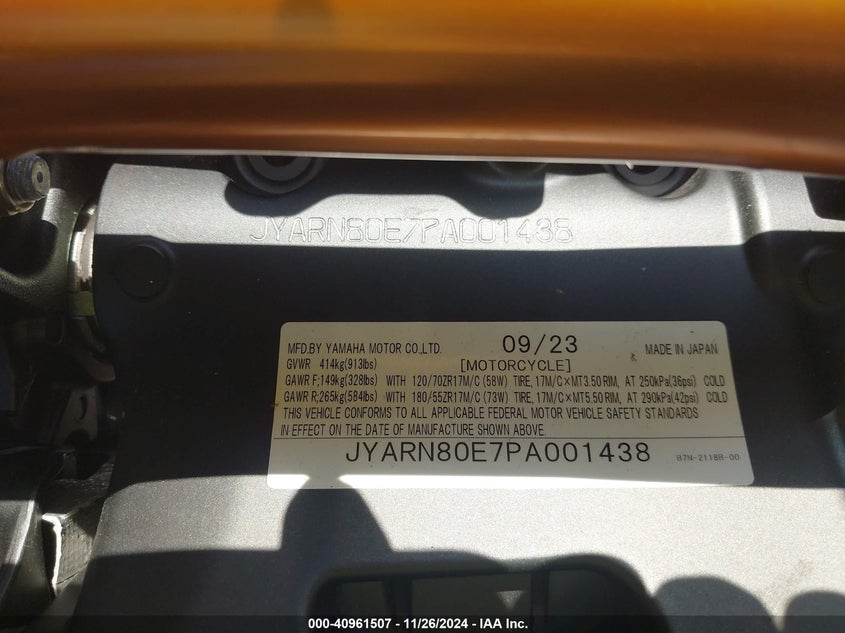 JYARN80E7PA001438
MFD.BY YAMAHA MOTOR CO.,LTD. 09/23 MADE IN JAPAN
GVWR 414kg(913lbs) [MOTORCYCLE]
GAWR F;149kg(328lbs) WITH 120/70ZR17M/C (58W) TIRE, 17M/C×MT3.50 RIM, AT 250kPa(36psi) COLD
GAWR R;265kg(584lbs) WITH 180/55ZR17M/C (73W) TIRE, 17M/C×MT5.50 RIM, AT 290kPa(42psi) COLD
THIS VEHICLE CONFORMS TO ALL APPLICABLE FEDERAL MOTOR VEHICLE SAFETY STANDARDS
IN EFFECT ON THE DATE OF MANUFACTURE SHOWN ABOVE.
JYARN80E7PA001438 B7N-2118B-00
000-40961507 - 11/26/2024 - IAA Inc.